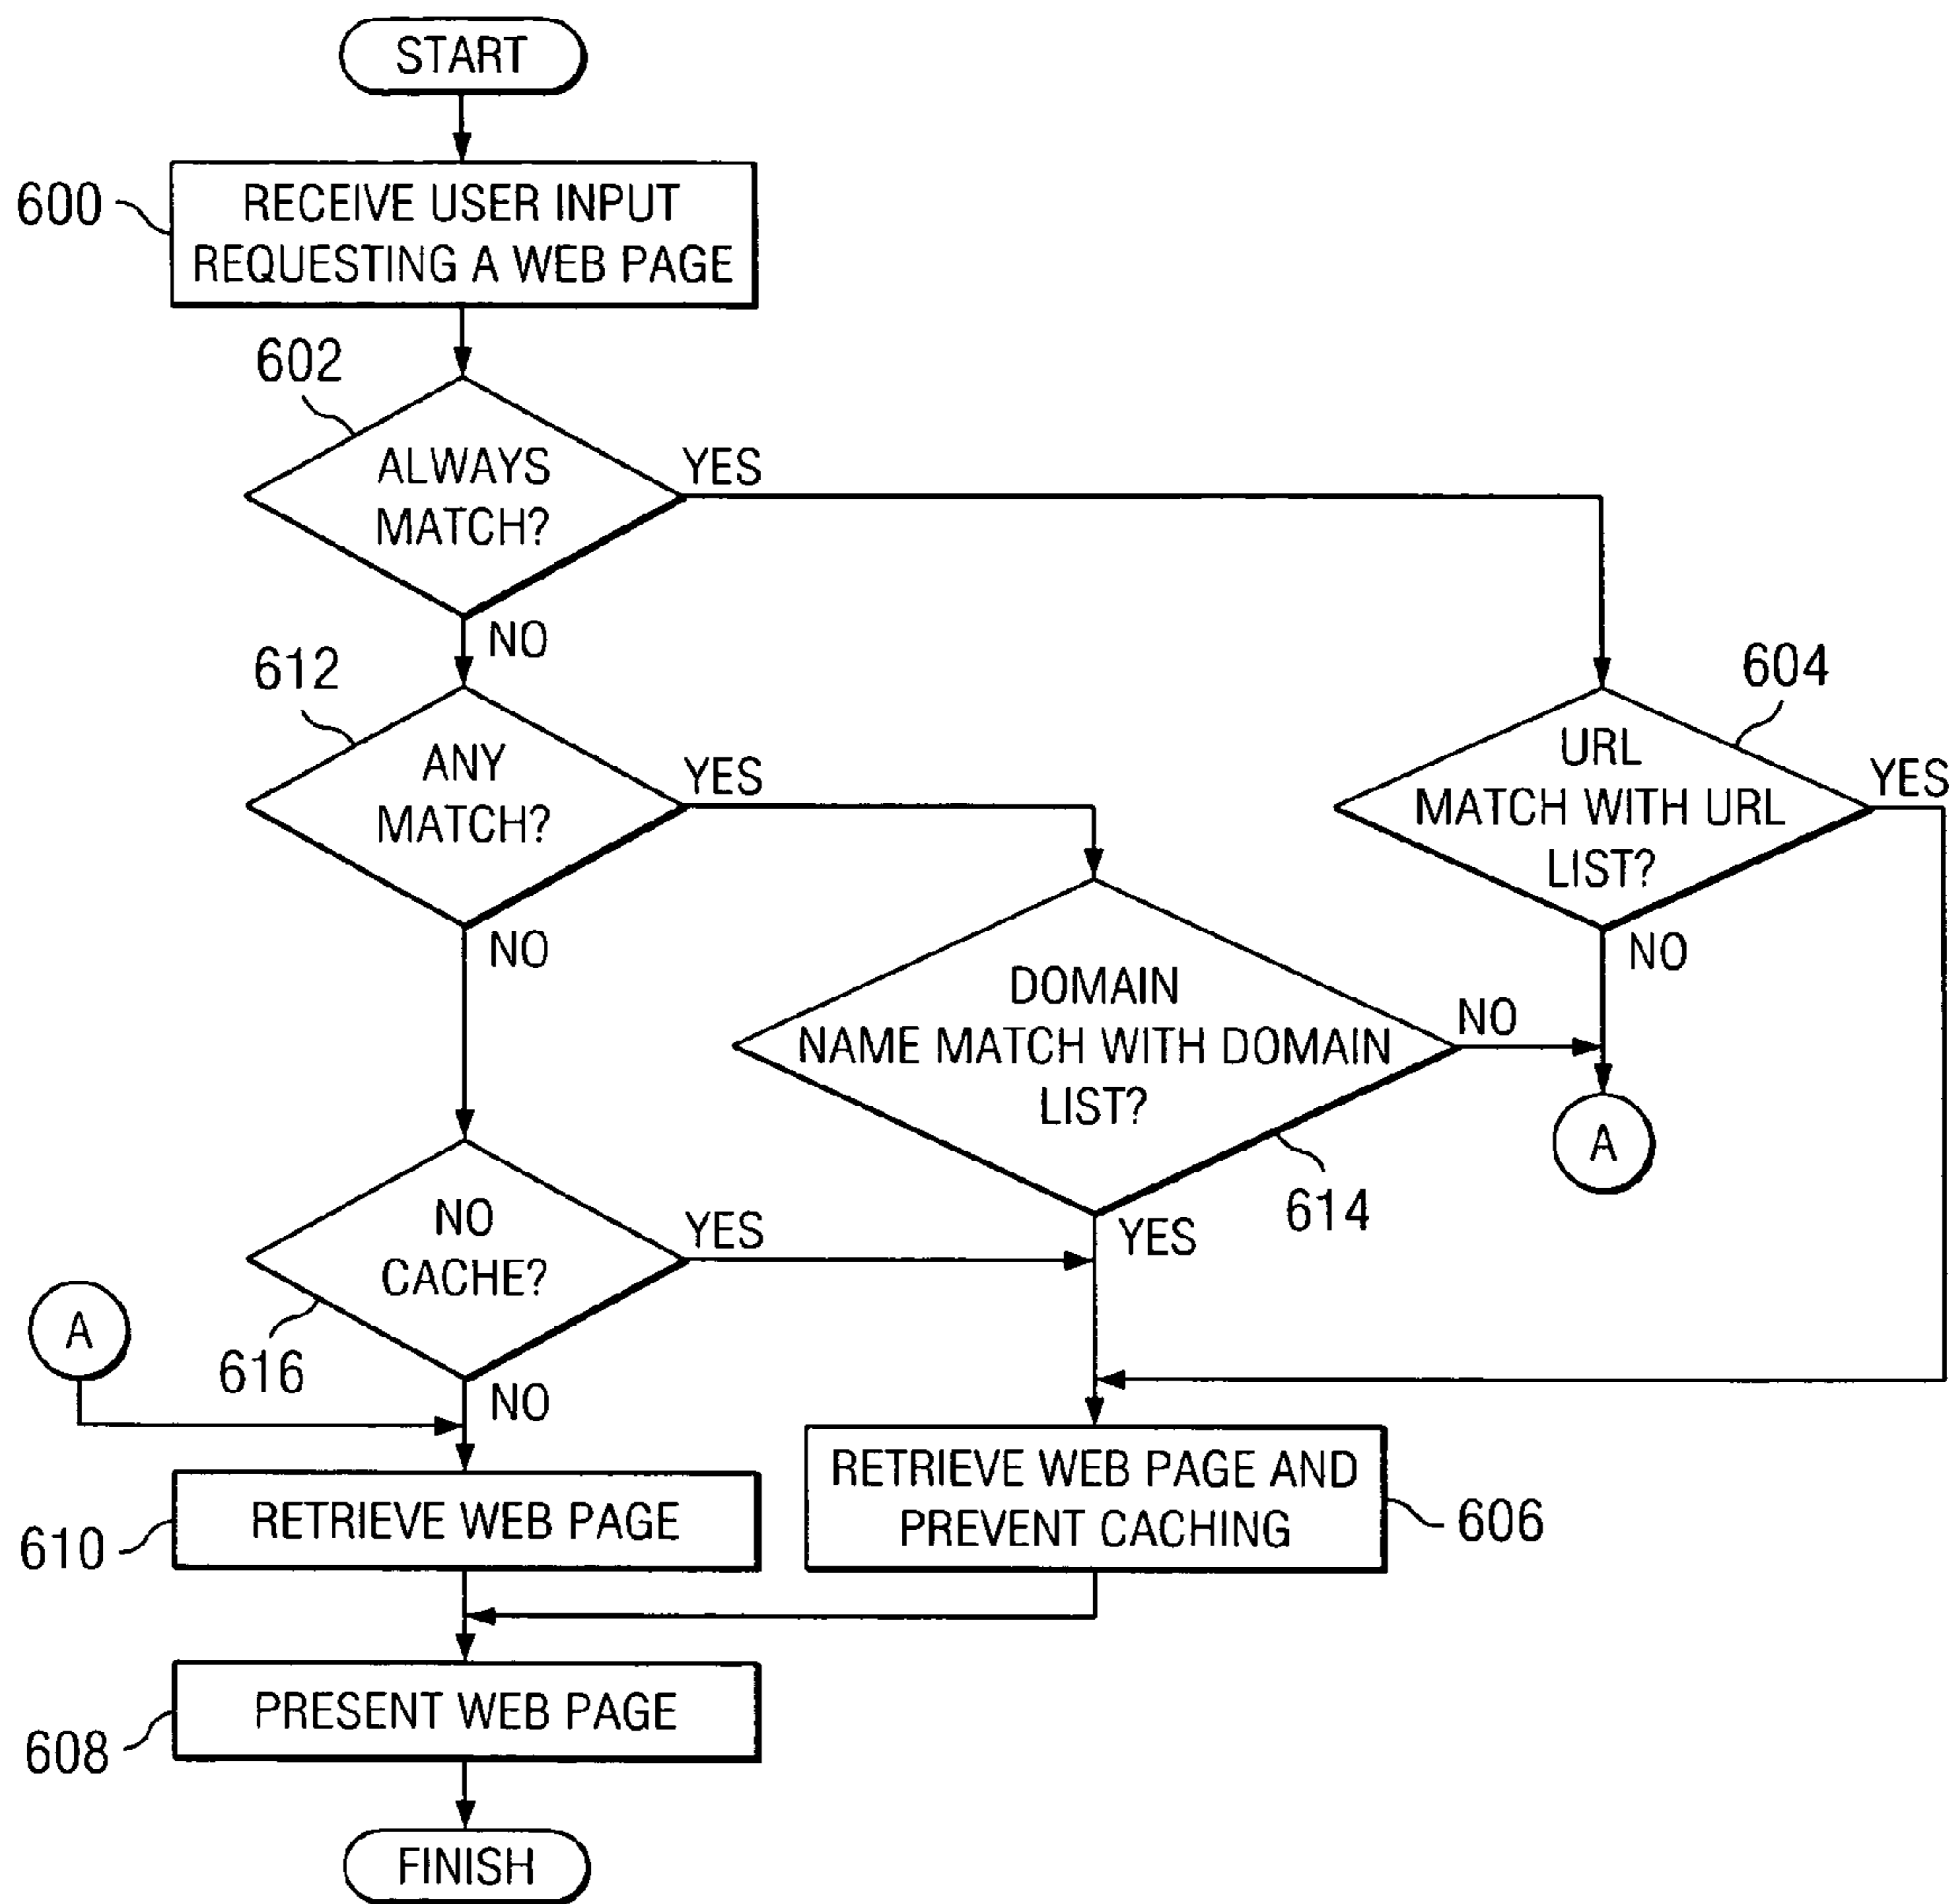 START
600
RECEIVE USER INPUT
REQUESTING A WEB PAGE
602
ALWAYS
MATCH?
YES
NO
612
ANY
MATCH?
YES
NO
604
URL
MATCH WITH URL
LIST?
YES
NO
DOMAIN
NAME MATCH WITH DOMAIN
LIST?
NO
YES
614
A
NO
CACHE?
YES
NO
616
A
RETRIEVE WEB PAGE
610
RETRIEVE WEB PAGE AND
PREVENT CACHING
606
PRESENT WEB PAGE
608
FINISH